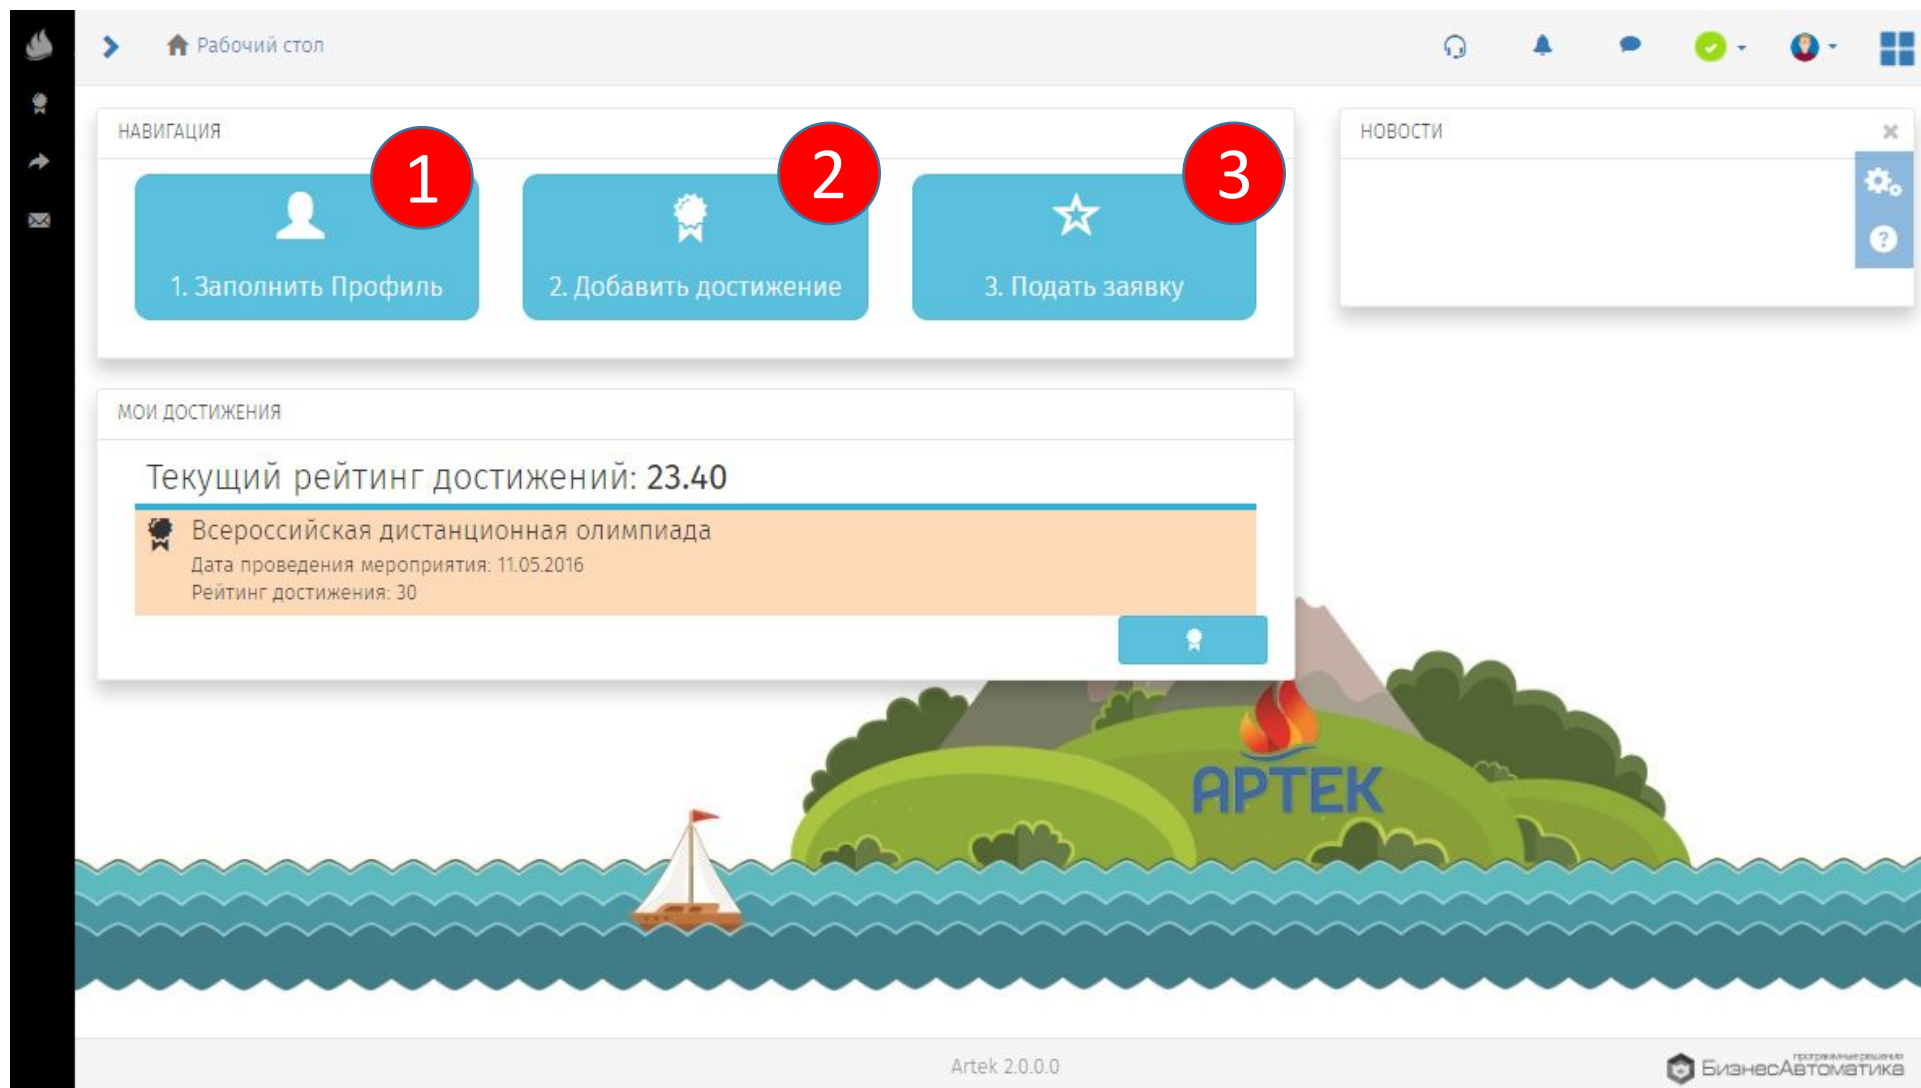 Рабочий стол
НАВИГАЦИЯ
1
2
3
1. Заполнить Профиль
2. Добавить достижение
3. Подать заявку
НОВОСТИ
МОИ ДОСТИЖЕНИЯ
Текущий рейтинг достижений: 23.40
Всероссийская дистанционная олимпиада
Дата проведения мероприятия: 11.05.2016
Рейтинг достижения: 30
АРТЕК
Artek 2.0.0.0
программные решения
БизнесАвтоматика